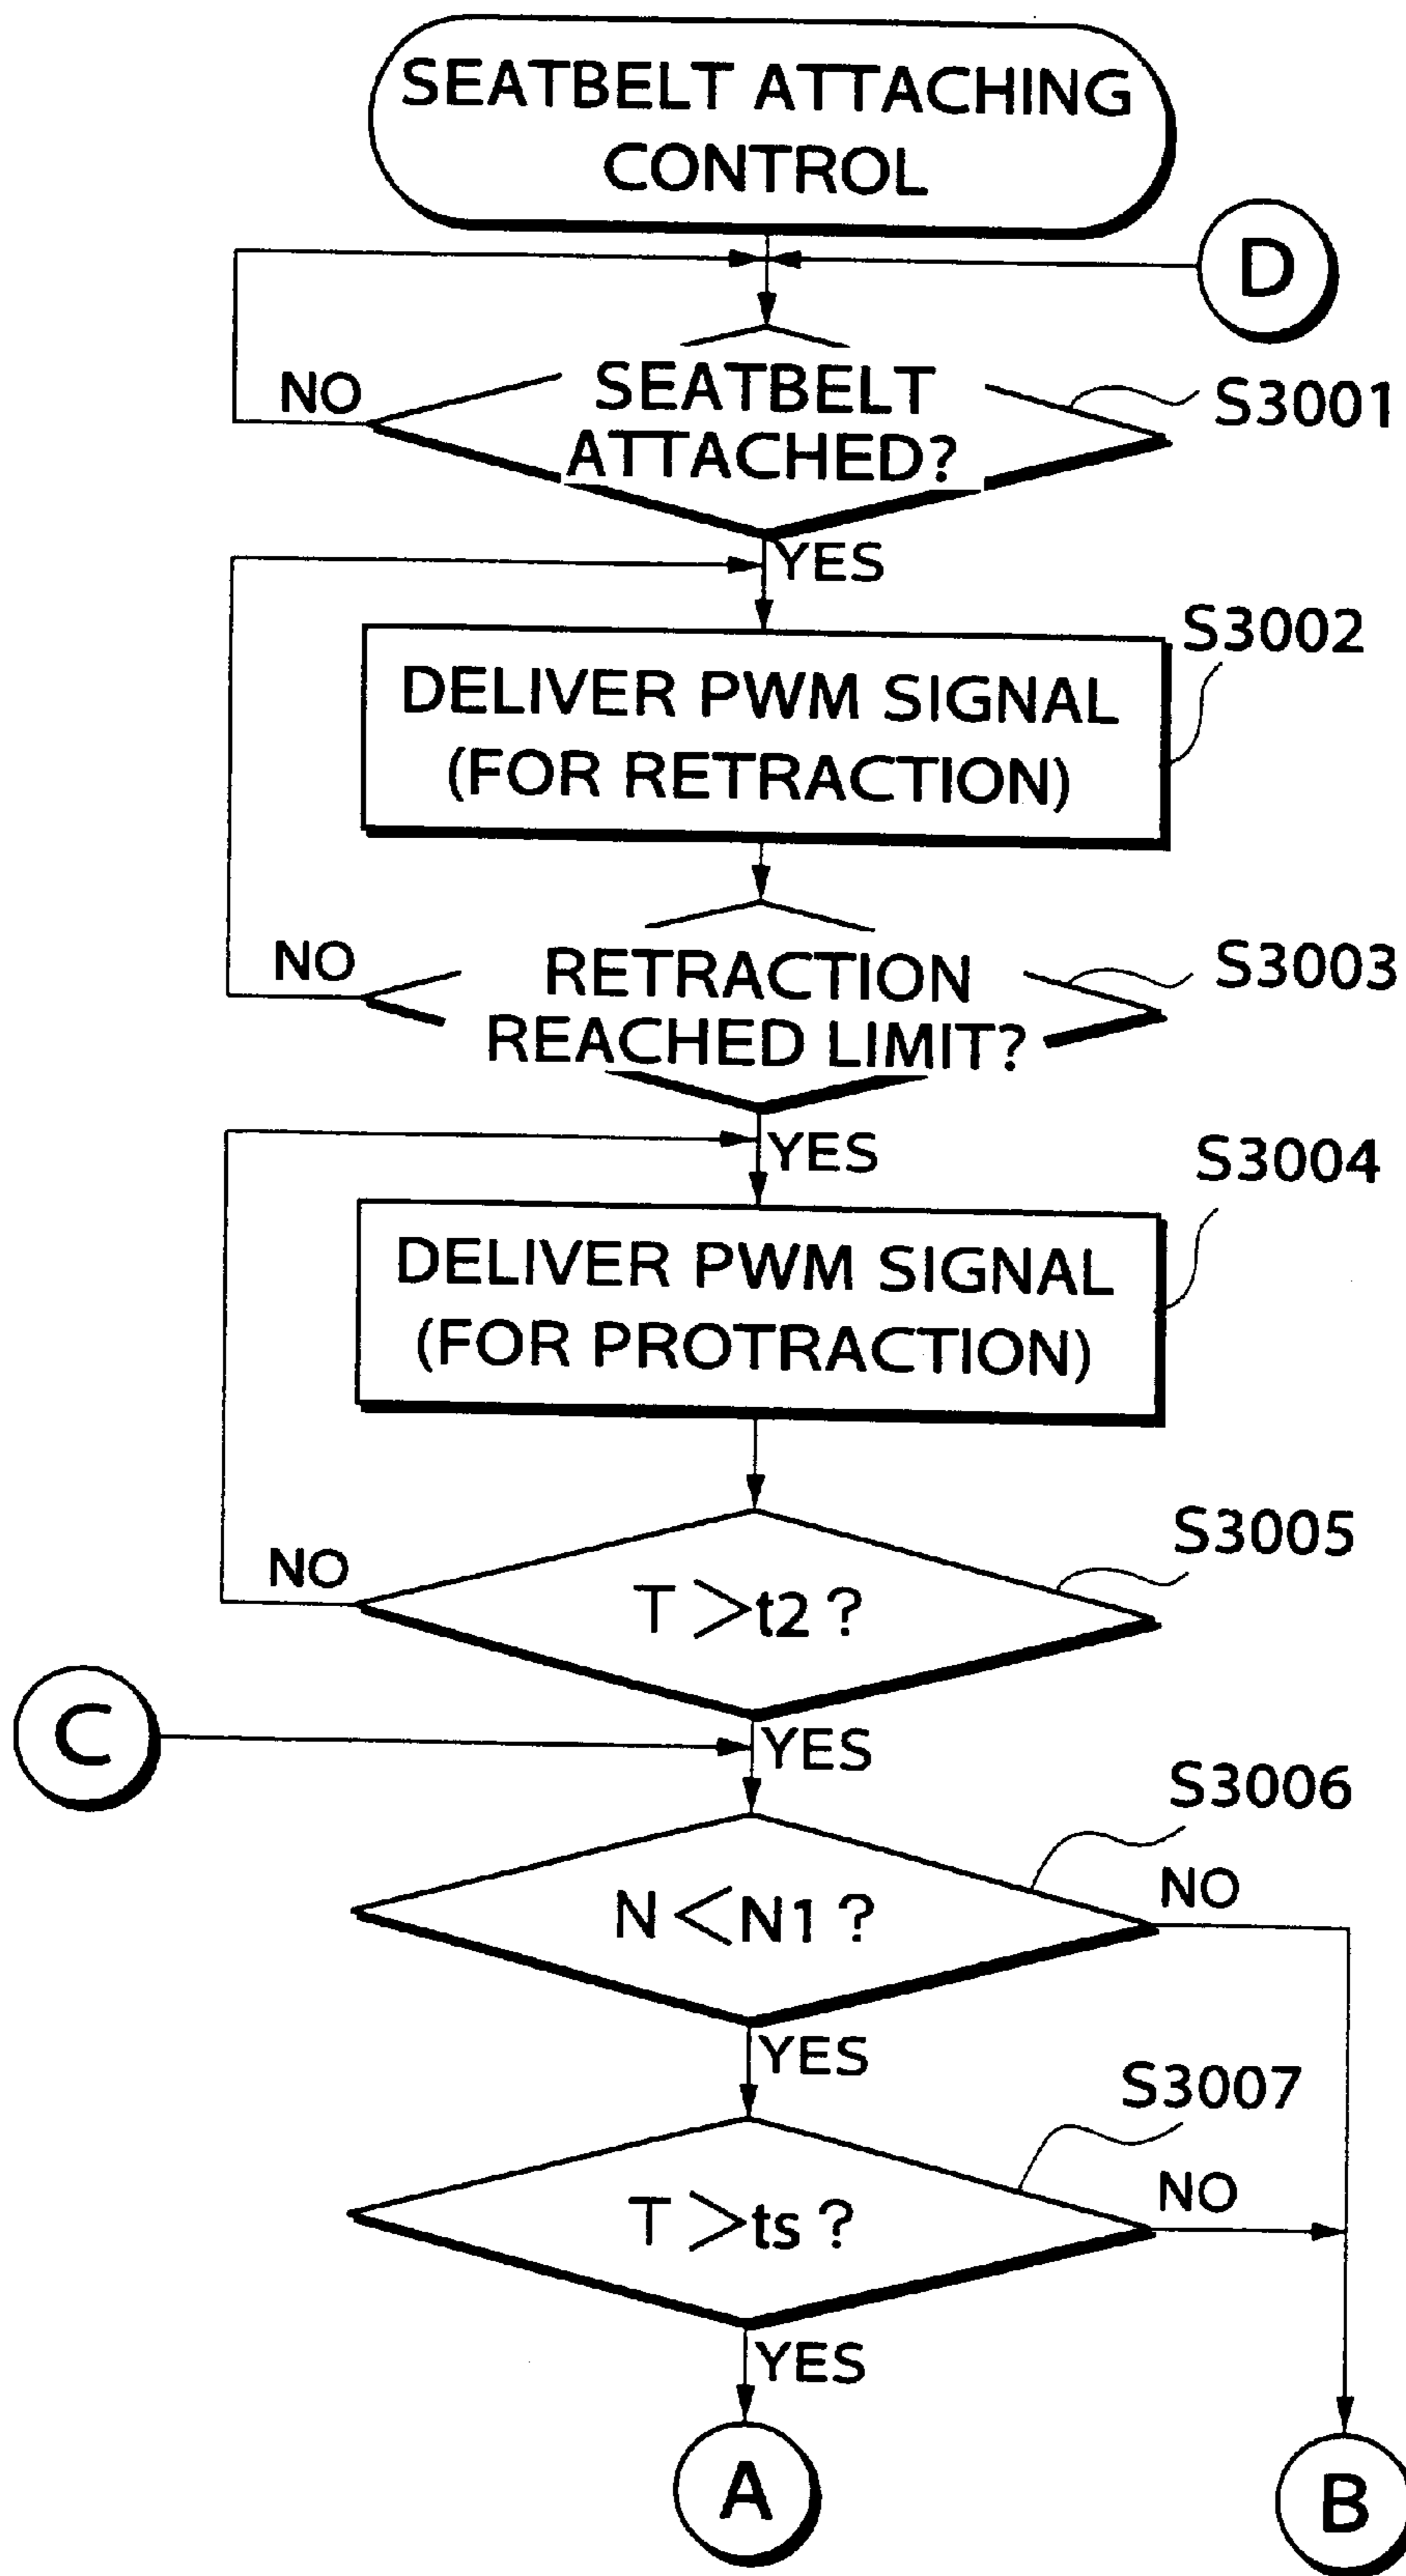 SEATBELT ATTACHING
CONTROL
D
NO
SEATBELT
ATTACHED?
S3001
YES
S3002
DELIVER PWM SIGNAL
(FOR RETRACTION)
NO
RETRACTION
REACHED LIMIT?
S3003
YES
S3004
DELIVER PWM SIGNAL
(FOR PROTRACTION)
S3005
NO
T>t2?
C
YES
S3006
N<N1?
NO
YES
S3007
T>ts?
NO
YES
A
B